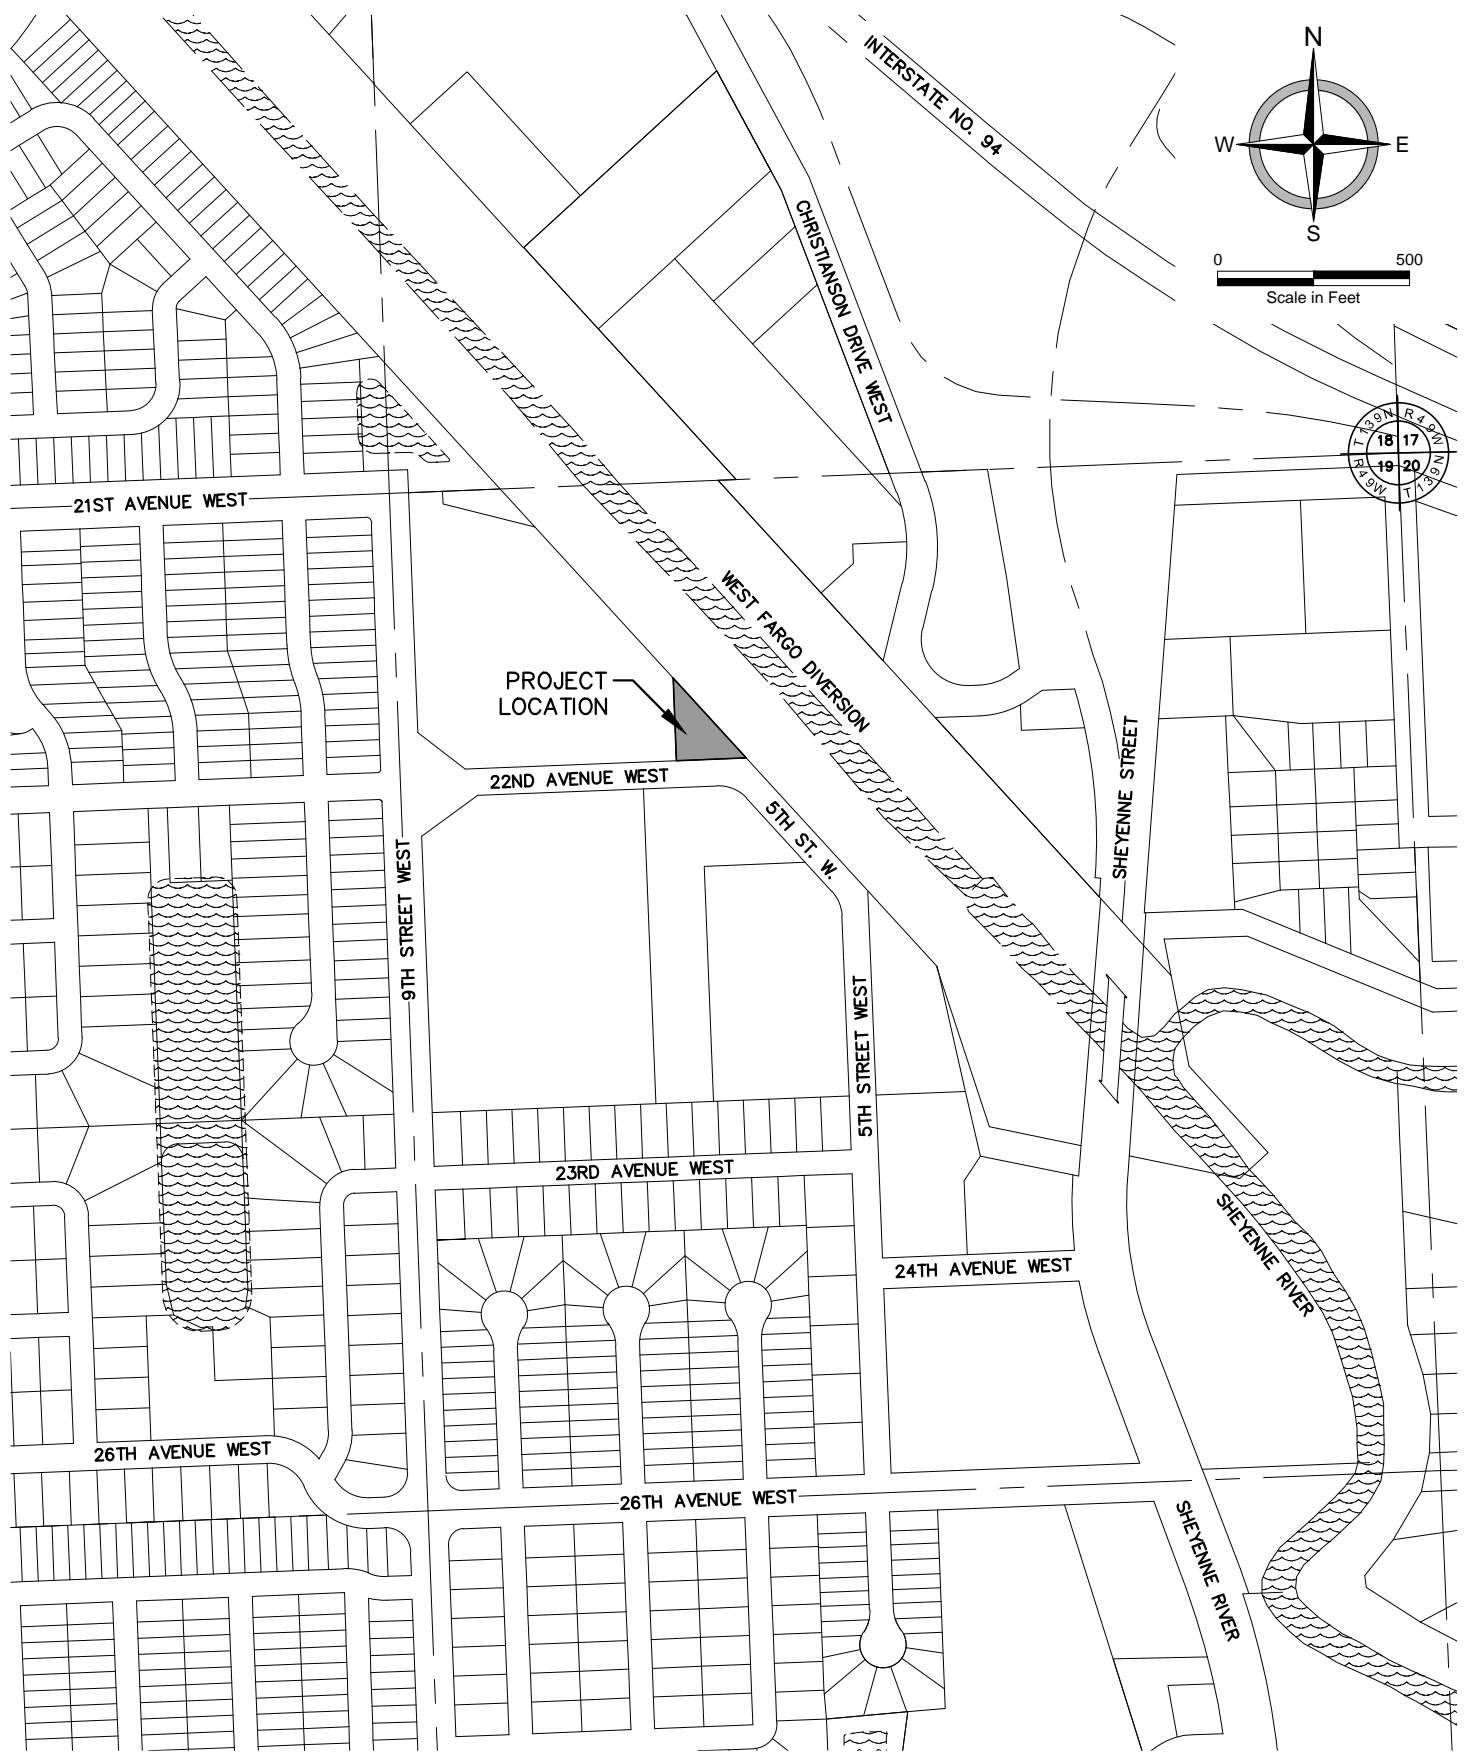 N
W
E
S
0
500
Scale in Feet
INTERSTATE NO. 94
CHRISTIANSON DRIVE WEST
T 139N R49W
18 17
19 20
R49W T 139N
21ST AVENUE WEST
WEST FARGO DIVERSION
PROJECT
LOCATION
22ND AVENUE WEST
5TH ST. W.
SHEYENNE STREET
9TH STREET WEST
5TH STREET WEST
23RD AVENUE WEST
SHEYENNE RIVER
24TH AVENUE WEST
26TH AVENUE WEST
26TH AVENUE WEST
SHEYENNE RIVER